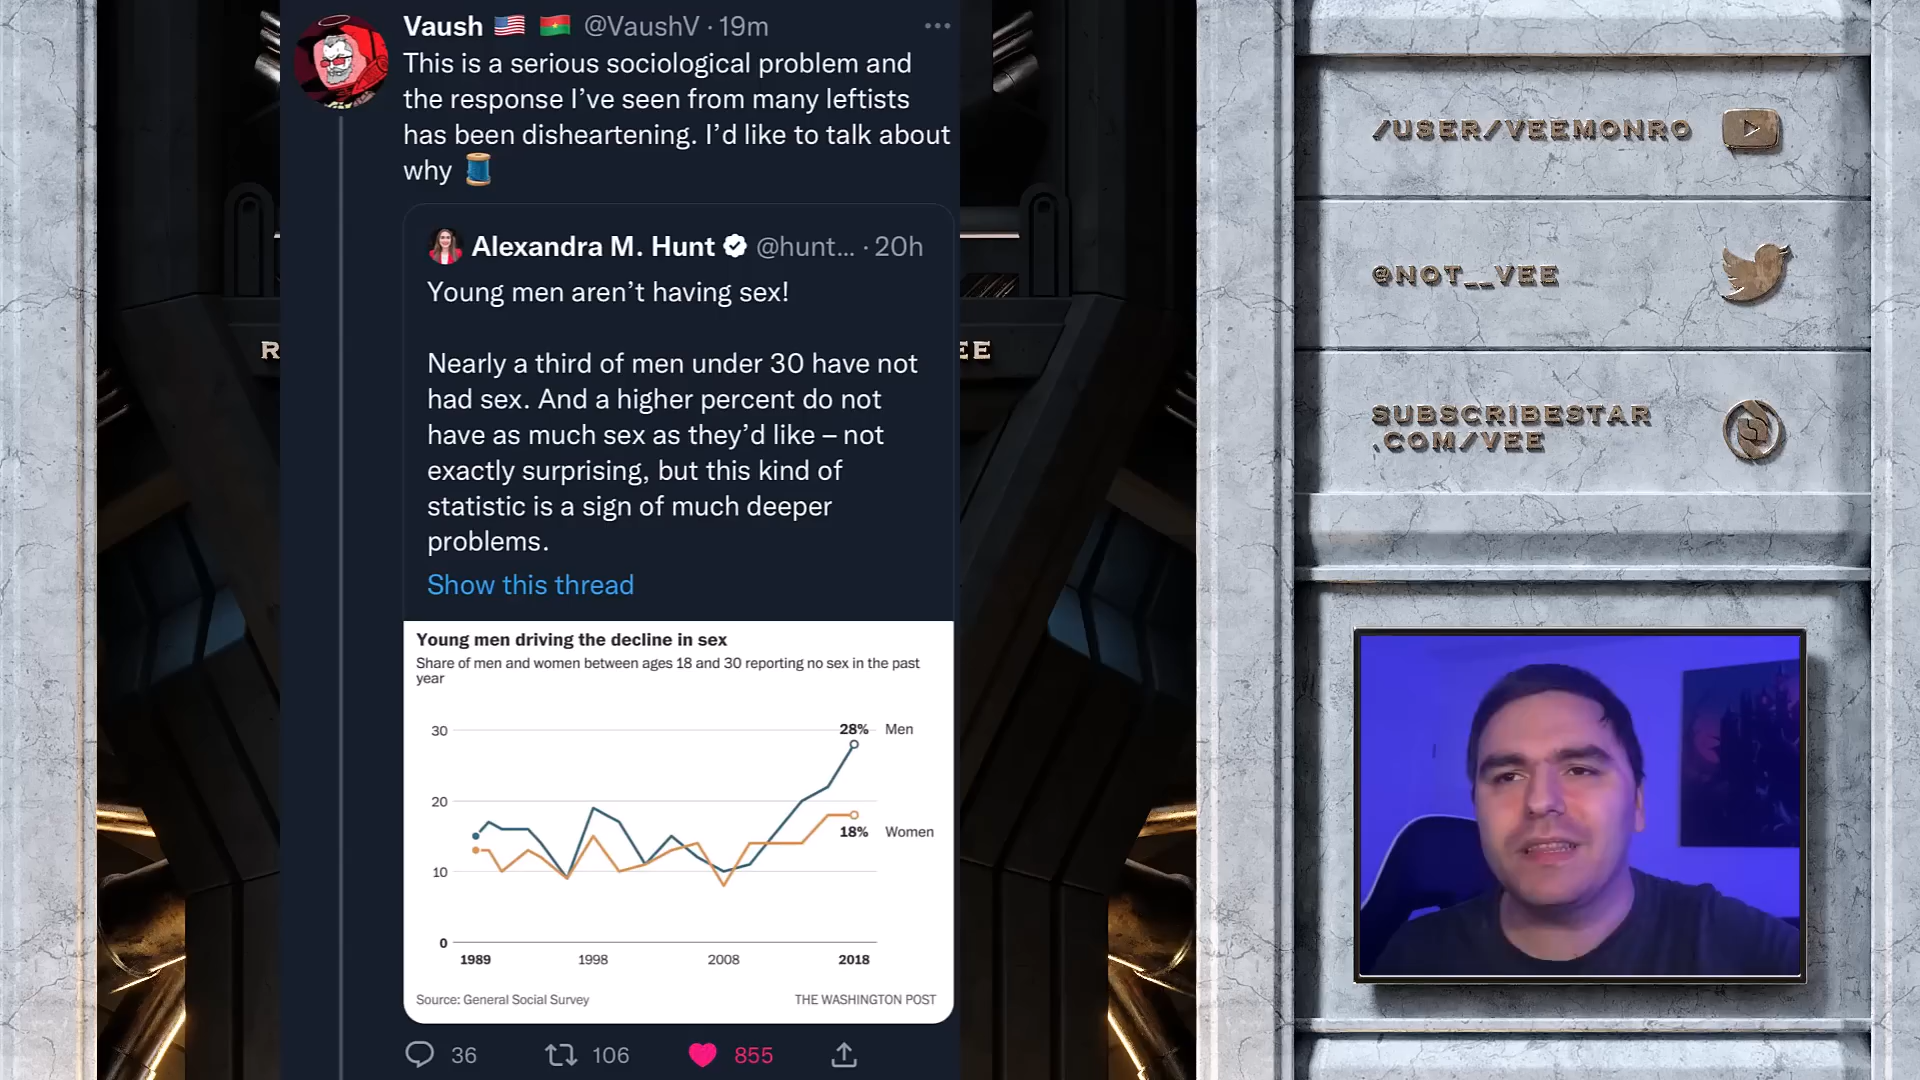 Vaush 🇺🇸 🇧🇫 @VaushV · 19m
This is a serious sociological problem and
the response I've seen from many leftists
has been disheartening. I'd like to talk about
why 🧵
Alexandra M. Hunt @hunt... · 20h
Young men aren't having sex!
Nearly a third of men under 30 have not
had sex. And a higher percent do not
have as much sex as they'd like – not
exactly surprising, but this kind of
statistic is a sign of much deeper
problems.
Show this thread
Young men driving the decline in sex
Share of men and women between ages 18 and 30 reporting no sex in the past
year
30
28% Men
20
18% Women
10
0
1989 1998 2008 2018
Source: General Social Survey THE WASHINGTON POST
36 106 855
R
EE
/USER/VEEMONRO
@NOT__VEE
SUBSCRIBESTAR
.COM/VEE